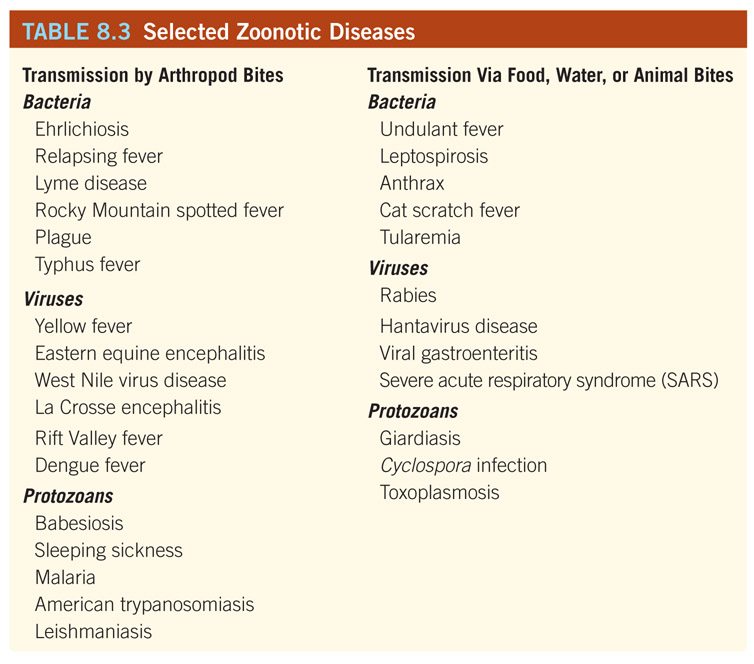 TABLE 8.3 Selected Zoonotic Diseases
Transmission by Arthropod Bites
Bacteria
Ehrlichiosis
Relapsing fever
Lyme disease
Rocky Mountain spotted fever
Plague
Typhus fever
Viruses
Yellow fever
Eastern equine encephalitis
West Nile virus disease
La Crosse encephalitis
Rift Valley fever
Dengue fever
Protozoans
Babesiosis
Sleeping sickness
Malaria
American trypanosomiasis
Leishmaniasis
Transmission Via Food, Water, or Animal Bites
Bacteria
Undulant fever
Leptospirosis
Anthrax
Cat scratch fever
Tularemia
Viruses
Rabies
Hantavirus disease
Viral gastroenteritis
Severe acute respiratory syndrome (SARS)
Protozoans
Giardiasis
Cyclospora infection
Toxoplasmosis